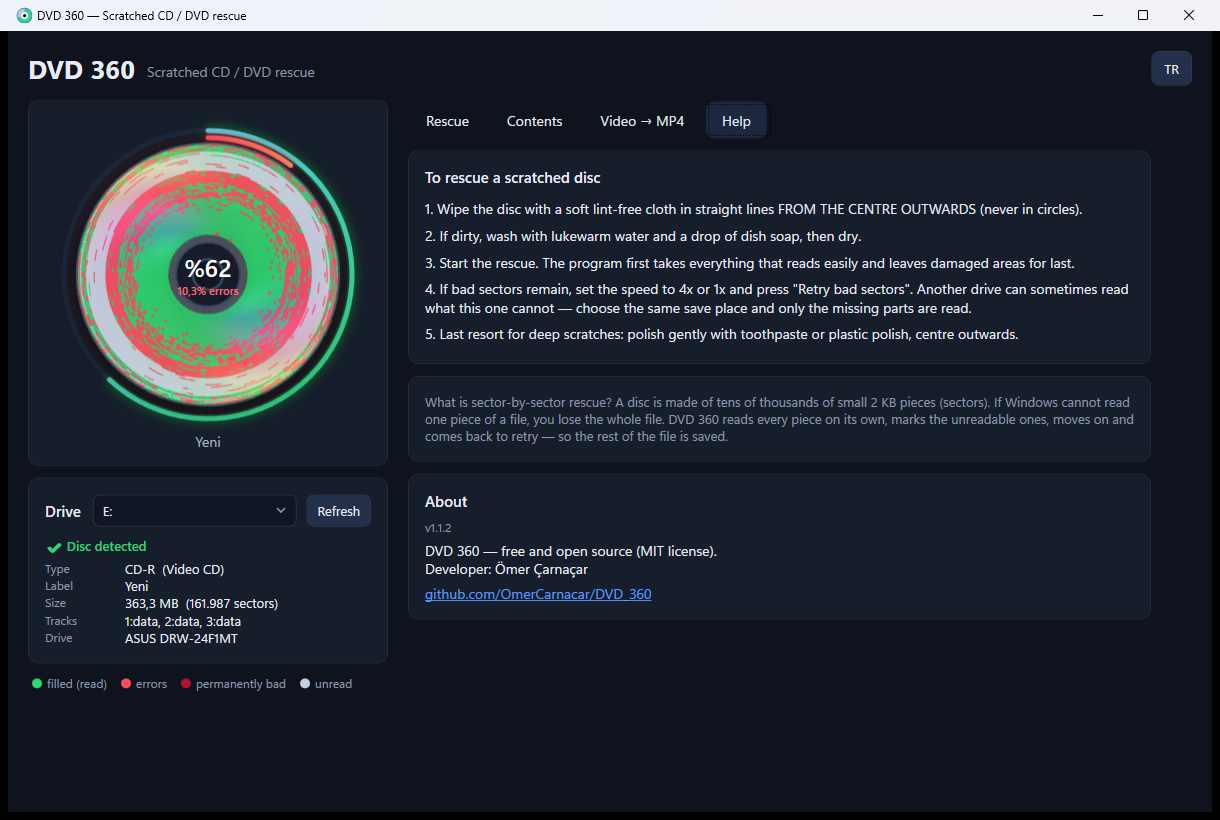 DVD 360 — Scratched CD / DVD rescue
DVD 360 Scratched CD / DVD rescue
TR
%62
10,3% errors
Yeni
Drive E: Refresh
Disc detected
Type CD-R (Video CD)
Label Yeni
Size 363,3 MB (161.987 sectors)
Tracks 1:data, 2:data, 3:data
Drive ASUS DRW-24F1MT
filled (read) errors permanently bad unread
Rescue Contents Video → MP4 Help
To rescue a scratched disc
1. Wipe the disc with a soft lint-free cloth in straight lines FROM THE CENTRE OUTWARDS (never in circles).
2. If dirty, wash with lukewarm water and a drop of dish soap, then dry.
3. Start the rescue. The program first takes everything that reads easily and leaves damaged areas for last.
4. If bad sectors remain, set the speed to 4x or 1x and press "Retry bad sectors". Another drive can sometimes read
what this one cannot — choose the same save place and only the missing parts are read.
5. Last resort for deep scratches: polish gently with toothpaste or plastic polish, centre outwards.
What is sector-by-sector rescue? A disc is made of tens of thousands of small 2 KB pieces (sectors). If Windows cannot read
one piece of a file, you lose the whole file. DVD 360 reads every piece on its own, marks the unreadable ones, moves on and
comes back to retry — so the rest of the file is saved.
About
v1.1.2
DVD 360 — free and open source (MIT license).
Developer: Ömer Çarnaçar
github.com/OmerCarnacar/DVD_360